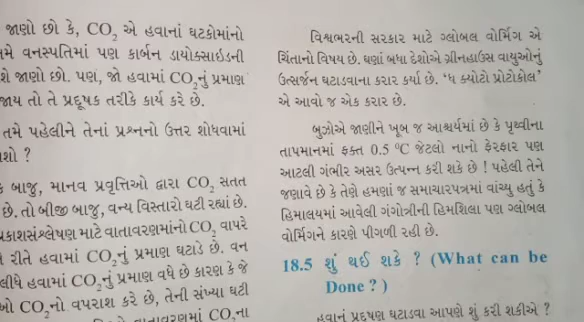 જાણો છો કે, CO₂ એ હવાનાં ઘટકોમાંનો
વનસ્પતિમાં પણ કાર્બન ડાયોક્સાઇડની
જાણો છો. પણ, જો હવામાં CO₂નું પ્રમાણ
જાય તો તે પ્રદૂષક તરીકે કાર્ય કરે છે.
તમે પહેલીને તેનાં પ્રશ્નનો ઉત્તર શોધવામાં
?
બાજુ, માનવ પ્રવૃત્તિઓ દ્વારા CO₂ સતત
છે, તો બીજી બાજુ, વન્ય વિસ્તારો ઘટી રહ્યાં છે.
માટે વાતાવરણમાંનો CO₂ વાપરે
રીતે હવામાં CO₂નું પ્રમાણ ઘટાડે છે. વન
હવામાં CO₂નું પ્રમાણ વધે છે કારણ કે જે
CO₂નો વપરાશ કરે છે, તેની સંખ્યા ઘટી
CO₂ના
વિશ્વભરની સરકાર માટે ગ્લોબલ વોર્મિંગ એ
ચિંતાનો વિષય છે. ઘણાં બધા દેશોએ ગ્રીનહાઉસ વાયુઓનું
ઉત્સર્જન ઘટાડવાના કરાર કર્યા છે. ‘ધ ક્યોટો પ્રોટોકોલ’
એ આવો જ એક કરાર છે.
બુઝોએ જાણીને ખૂબ જ આશ્ચર્યમાં છે કે પૃથ્વીના
તાપમાનમાં ફક્ત 0.5 °C જેટલો નાનો ફેરફાર પણ
આટલી ગંભીર અસર ઉત્પન્ન કરી શકે છે ! પહેલી તેને
જણાવે છે કે તેણે હમણાં જ સમાચારપત્રમાં વાંચ્યુ હતું કે
હિમાલયમાં આવેલી ગંગોત્રીની હિમશિલા પણ ગ્લોબલ
વોર્મિંગને કારણે પીગળી રહી છે.
18.5 શું થઈ શકે ? (What can be
Done ? )
હવાનું પ્રદૂષણ ઘટાડવા આપણે શું કરી શકીએ ?